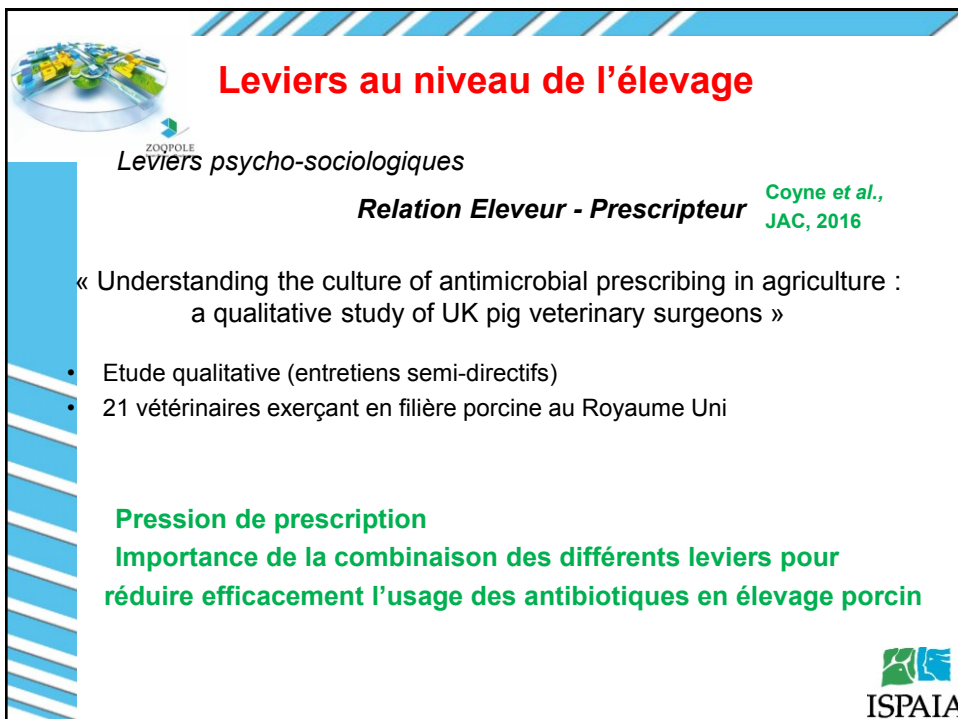 Leviers au niveau de l’élevage
ZOOPOLE
Leviers psycho-sociologiques
Relation Eleveur - Prescripteur
Coyne et al.,
JAC, 2016
« Understanding the culture of antimicrobial prescribing in agriculture :
a qualitative study of UK pig veterinary surgeons »
• Etude qualitative (entretiens semi-directifs)
• 21 vétérinaires exerçant en filière porcine au Royaume Uni
Pression de prescription
Importance de la combinaison des différents leviers pour
réduire efficacement l’usage des antibiotiques en élevage porcin
ISPAIA